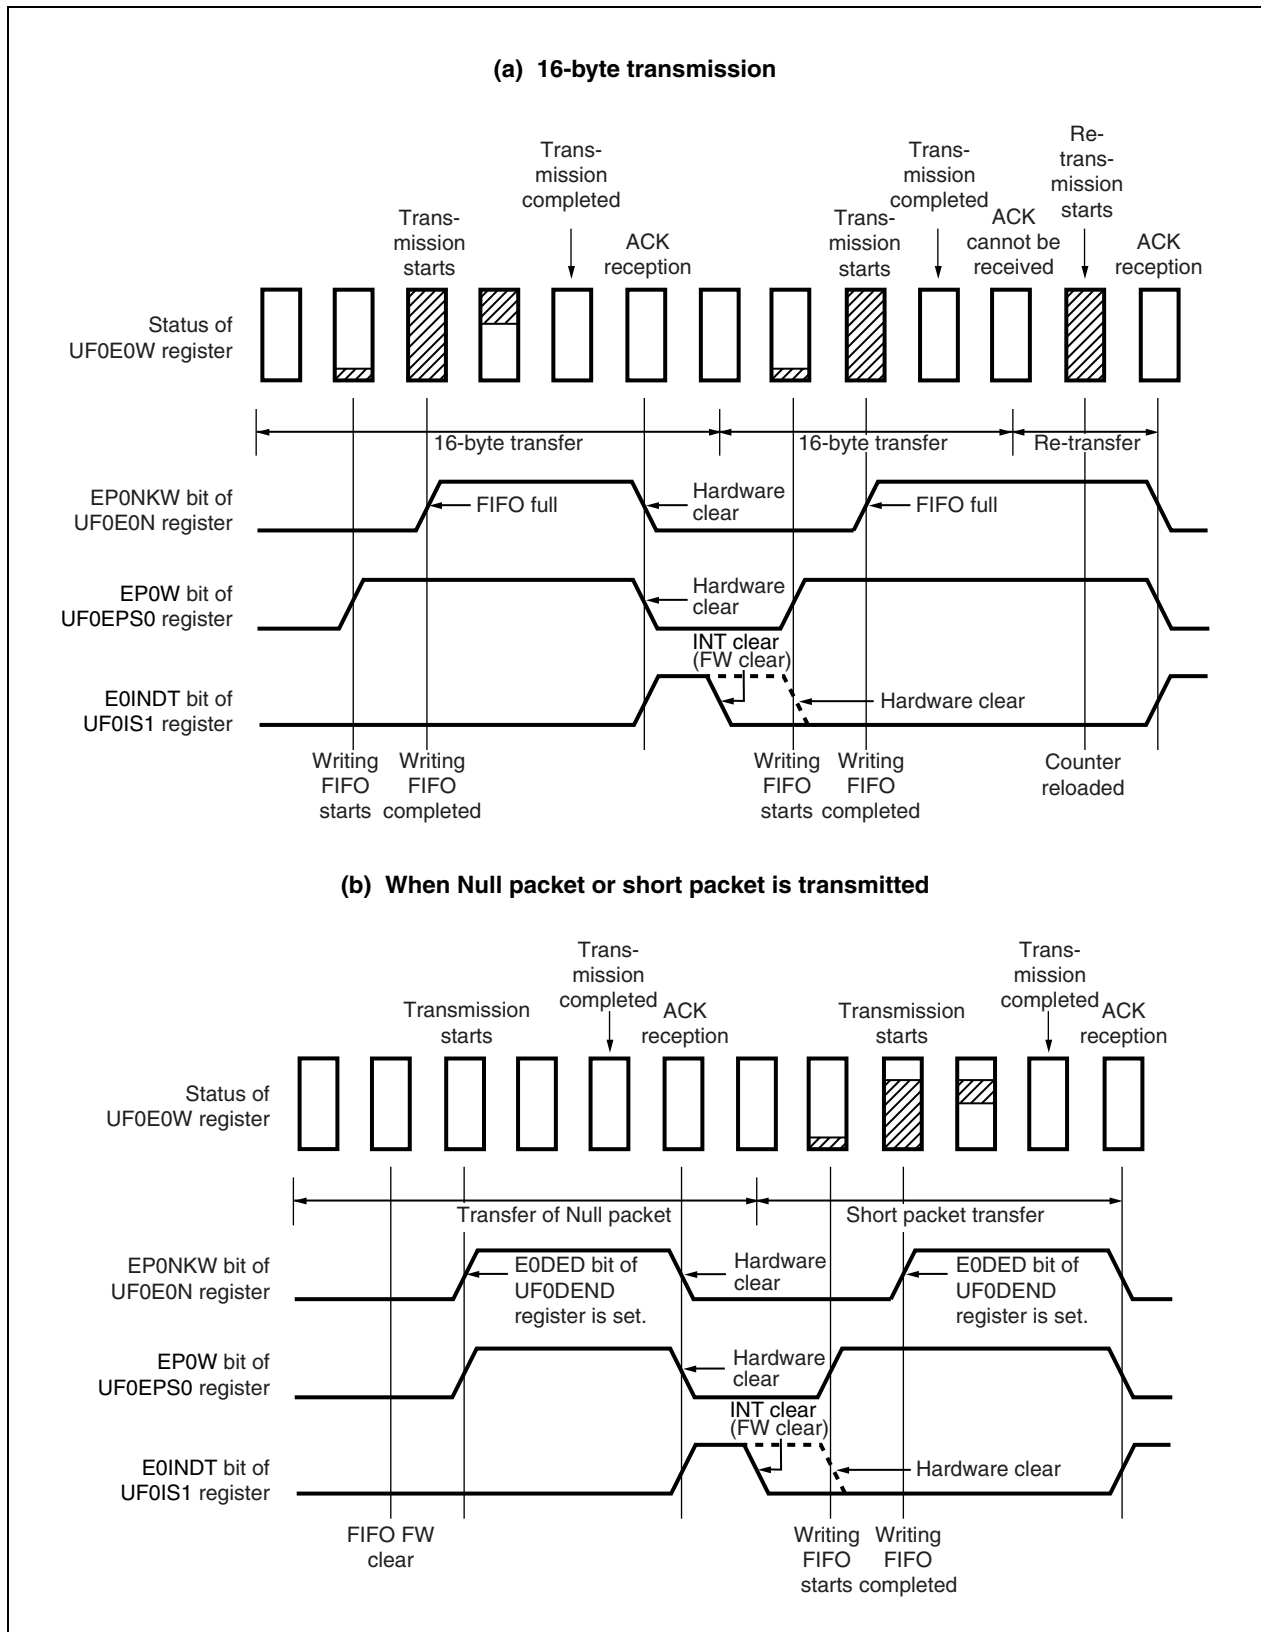 (a) 16-byte transmission
Trans-
mission
completed
Trans-
mission
starts
ACK
reception
Trans-
mission
completed
Trans-
mission
starts
ACK
cannot be
received
Re-
trans-
mission
starts
ACK
reception
Status of
UF0E0W register
16-byte transfer
16-byte transfer
Re-transfer
EP0NKW bit of
UF0E0N register
FIFO full
Hardware
clear
FIFO full
EP0W bit of
UF0EPS0 register
Hardware
clear
INT clear
(FW clear)
E0INDT bit of
UF0IS1 register
Hardware clear
Writing
FIFO
starts
Writing
FIFO
completed
Writing
FIFO
starts
Writing
FIFO
completed
Counter
reloaded
(b) When Null packet or short packet is transmitted
Transmission
starts
Trans-
mission
completed
ACK
reception
Transmission
starts
Trans-
mission
completed
ACK
reception
Status of
UF0E0W register
Transfer of Null packet
Short packet transfer
EP0NKW bit of
UF0E0N register
E0DED bit of
UF0DEND
register is set.
Hardware
clear
E0DED bit of
UF0DEND
register is set.
EP0W bit of
UF0EPS0 register
Hardware
clear
INT clear
(FW clear)
E0INDT bit of
UF0IS1 register
Hardware clear
FIFO FW
clear
Writing
FIFO
starts
Writing
FIFO
completed